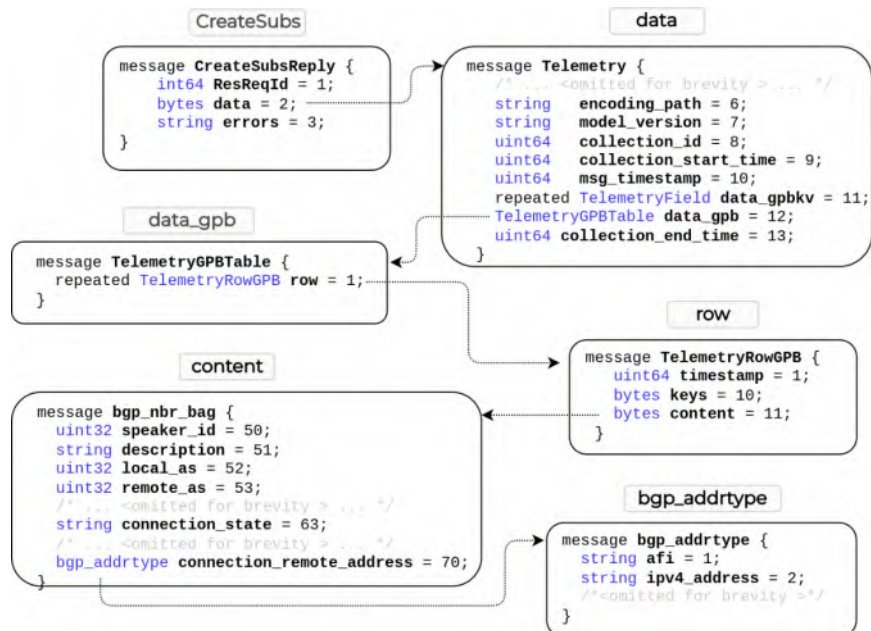 CreateSubs
message CreateSubsReply {
int64 ResReqId = 1;
bytes data = 2;
string errors = 3;
}
data
message Telemetry {
/* ... <omitted for brevity > ... */
string encoding_path = 6;
string model_version = 7;
uint64 collection_id = 8;
uint64 collection_start_time = 9;
uint64 msg_timestamp = 10;
repeated TelemetryField data_gpbkv = 11;
TelemetryGPBTable data_gpb = 12;
uint64 collection_end_time = 13;
}
data_gpb
message TelemetryGPBTable {
repeated TelemetryRowGPB row = 1;
}
row
message TelemetryRowGPB {
uint64 timestamp = 1;
bytes keys = 10;
bytes content = 11;
}
content
message bgp_nbr_bag {
uint32 speaker_id = 50;
string description = 51;
uint32 local_as = 52;
uint32 remote_as = 53;
/* ... <omitted for brevity > ... */
string connection_state = 63;
/* ... <omitted for brevity > ... */
bgp_addrtype connection_remote_address = 70;
}
bgp_addrtype
message bgp_addrtype {
string afi = 1;
string ipv4_address = 2;
/*<omitted for brevity >*/
}